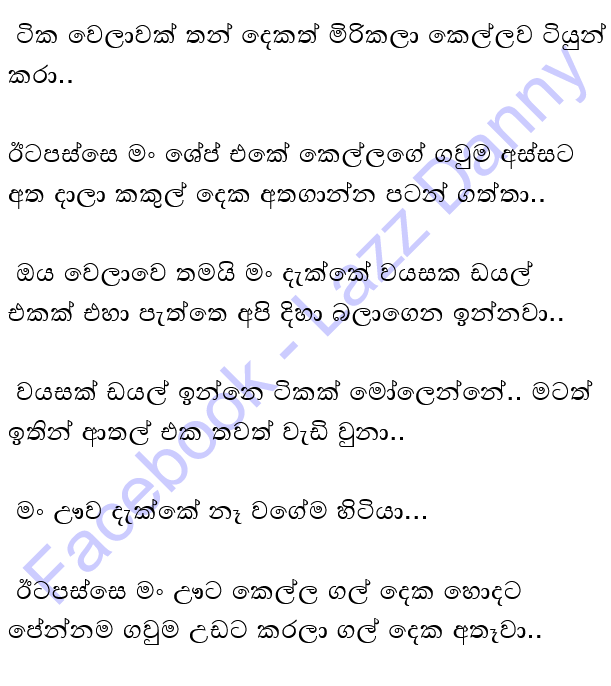 ටික වෙලාවක් තන් දෙකත් මිරිකලා කෙල්ලව ටියුන්
කරා..
ඊටපස්සෙ මං ශේප් එකේ කෙල්ලගේ ගවුම අස්සට
අත දාලා කකුල් දෙක අතගාන්න පටන් ගත්තා..
ඔය වෙලාවෙ තමයි මං දැක්කේ වයසක ඩයල්
එකක් එහා පැත්තෙ අපි දිහා බලාගෙන ඉන්නවා..
වයසක් ඩයල් ඉන්නෙ ටිකක් මෝලෙන්නේ.. මටත්
ඉතින් ආතල් එක තවත් වැඩි වුනා..
මං ඌව දැක්කේ නෑ වගේම හිටියා...
ඊටපස්සෙ මං ඌට කෙල්ල ගල් දෙක හොදට
පේන්නම ගවුම උඩට කරලා ගල් දෙක අතෑවා..
Facebook - Lazz Danny